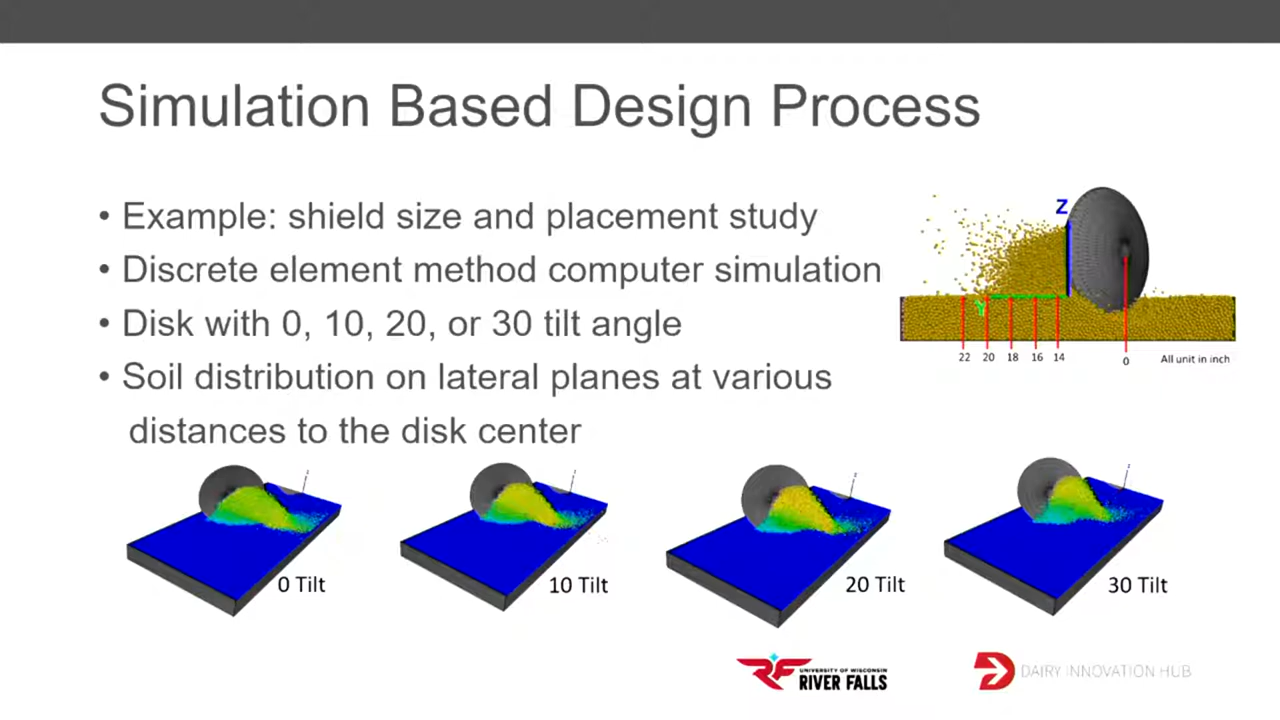 Simulation Based Design Process
• Example: shield size and placement study
• Discrete element method computer simulation
• Disk with 0, 10, 20, or 30 tilt angle
• Soil distribution on lateral planes at various
distances to the disk center
Z
Y
22 20 18 16 14 0 All unit in inch
0 Tilt
10 Tilt
20 Tilt
30 Tilt
UNIVERSITY OF WISCONSIN
RIVER FALLS
DAIRY INNOVATION HUB